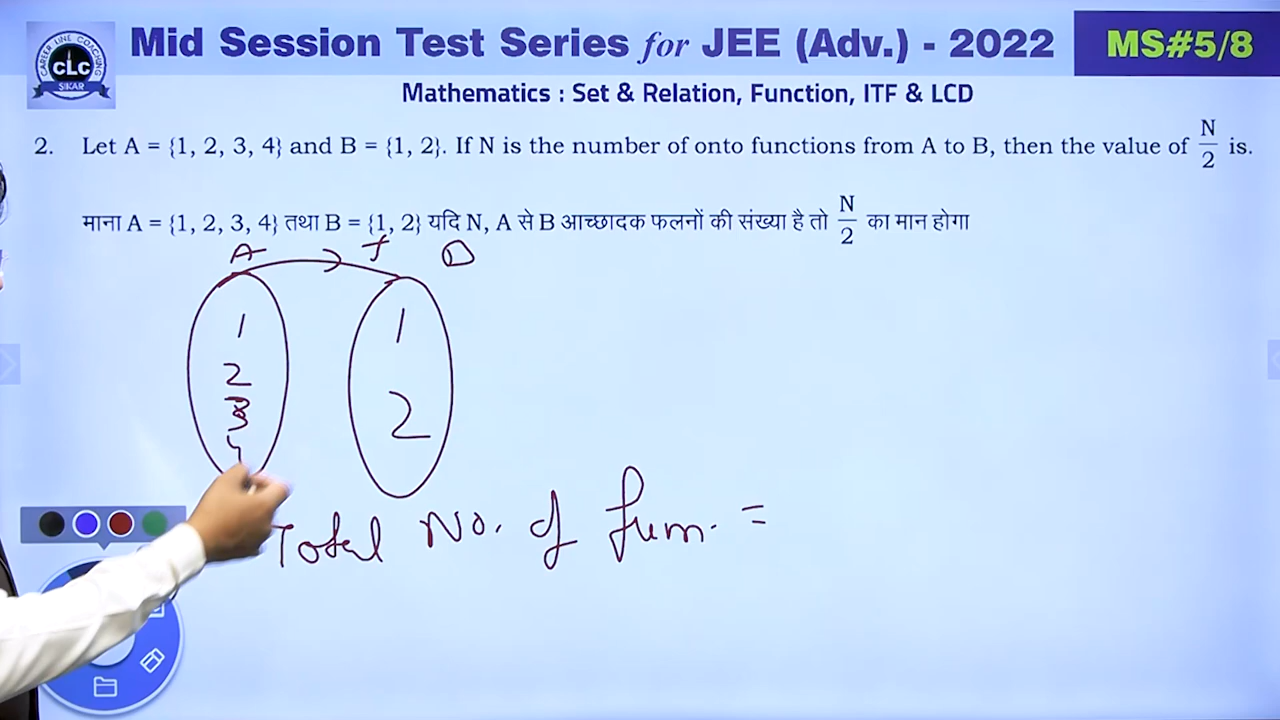 CAREER LINE COACHING
CLC
SIKAR
Mid Session Test Series for JEE (Adv.) - 2022
MS#5/8
Mathematics : Set & Relation, Function, ITF & LCD
2. Let A = {1, 2, 3, 4} and B = {1, 2}. If N is the number of onto functions from A to B, then the value of N/2 is.
माना A = {1, 2, 3, 4} तथा B = {1, 2} यदि N, A से B आच्छादक फलनों की संख्या है तो N/2 का मान होगा
A f
1 1
2 2
3
4
Total No. of =